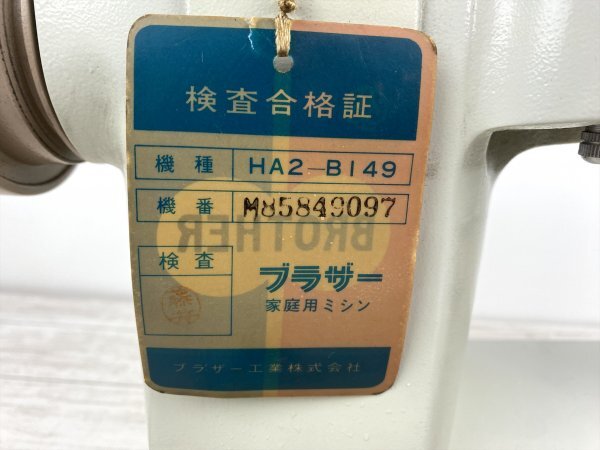 検査合格証
機種 HA2-B149
機番 M85849097
BROTHER
検査
ブラザー
家庭用ミシン
ブラザー工業株式会社